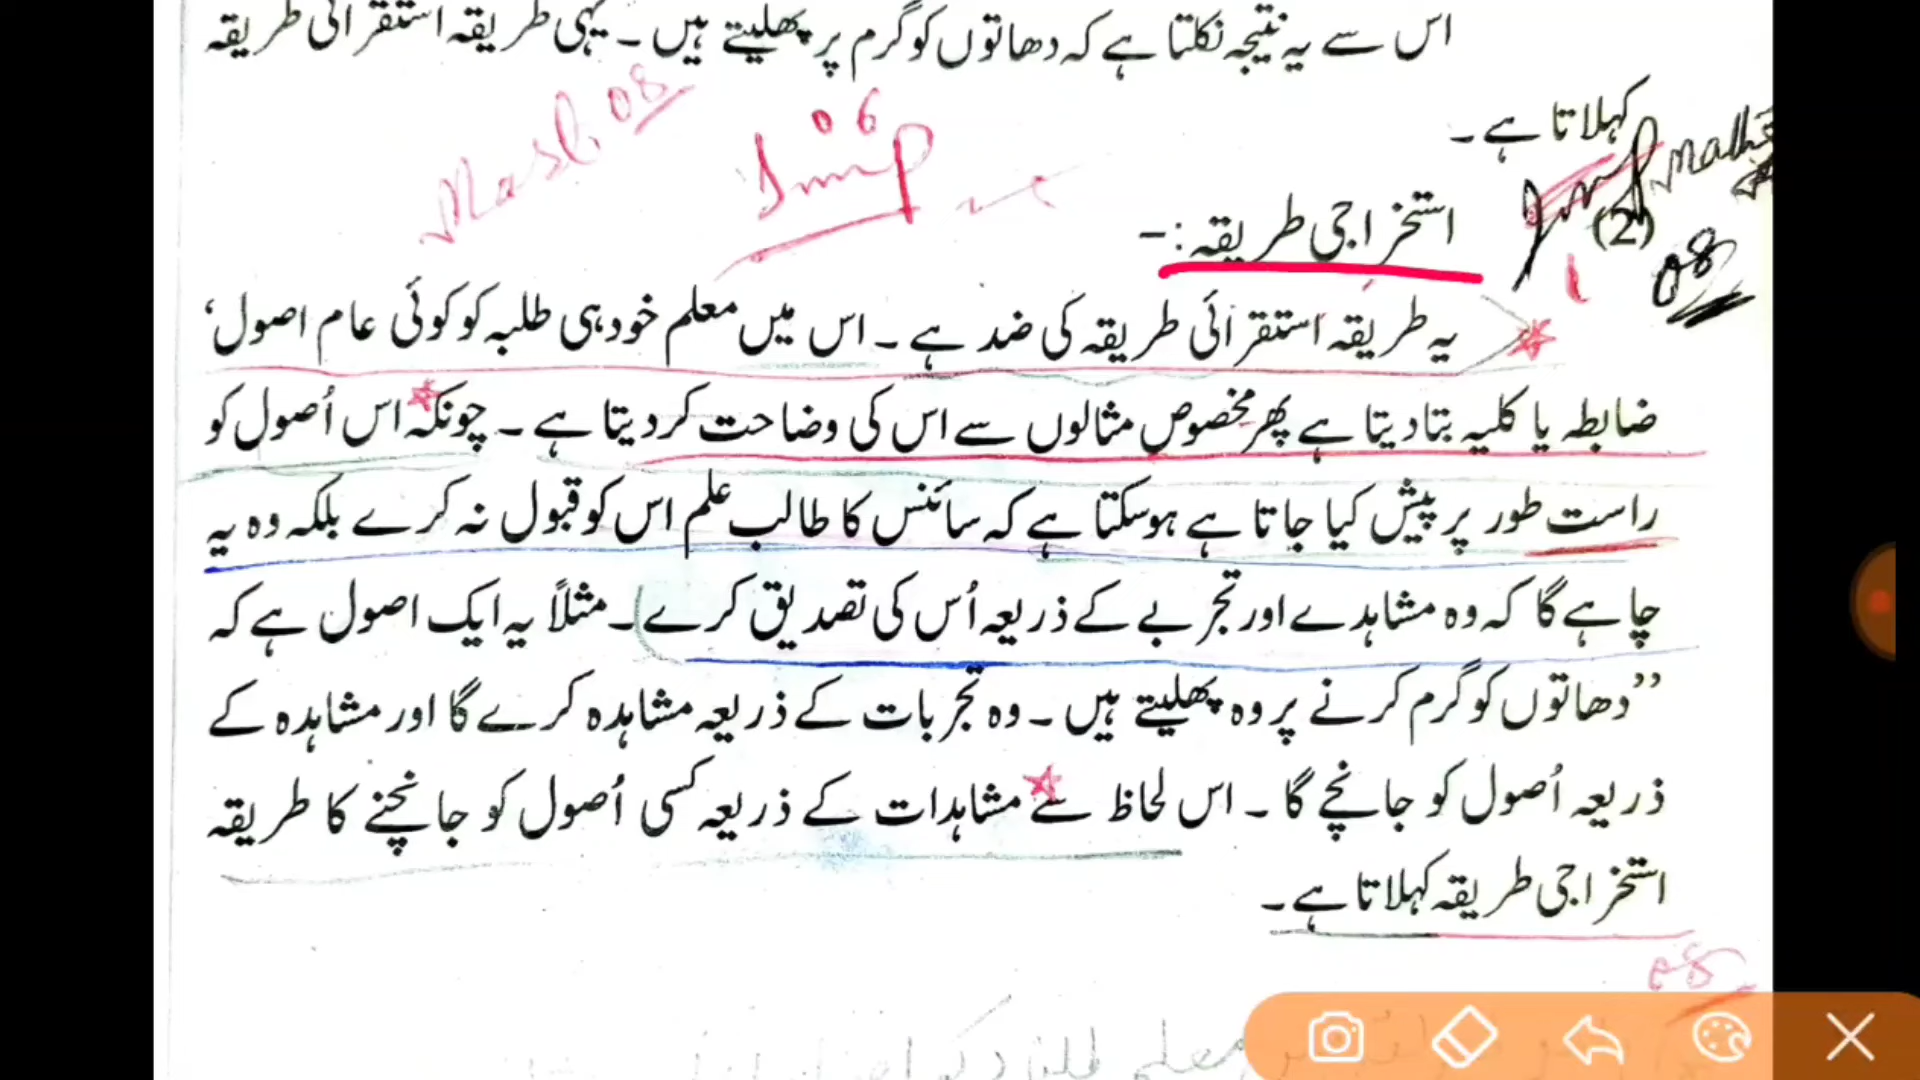 اس سے یہ نتیجہ نکلتا ہے کہ دھاتوں کو گرم پر پھلیتے ہیں۔ یہی طریقہ استقرائی طریقہ
کہلاتا ہے۔
Masli 08
06
Imp
(2) استخراجی طریقہ :-
08
یہ طریقہ استقرائی طریقہ کی ضد ہے۔ اس میں معلم خود ہی طلبہ کو کوئی عام اصول‘
ضابطہ یا کلیہ بتا دیتا ہے پھر مخصوص مثالوں سے اس کی وضاحت کر دیتا ہے۔ چونکہ اس اُصول کو
راست طور پر پیش کیا جاتا ہے ہوسکتا ہے کہ سائنس کا طالب علم اس کو قبول نہ کرے بلکہ وہ یہ
چاہے گا کہ وہ مشاہدے اور تجربے کے ذریعہ اُس کی تصدیق کرے۔ مثلاً یہ ایک اصول ہے کہ
”دھاتوں کو گرم کرنے پر وہ پھلیتے ہیں۔ وہ تجربات کے ذریعہ مشاہدہ کرے گا اور مشاہدہ کے
ذریعہ اُصول کو جانچے گا۔ اس لحاظ سے مشاہدات کے ذریعہ کسی اُصول کو جانچنے کا طریقہ
استخراجی طریقہ کہلاتا ہے۔